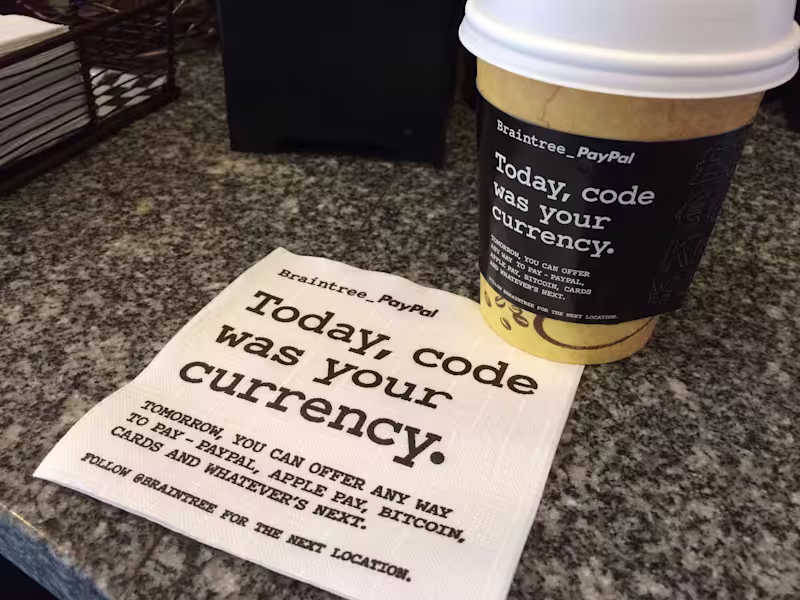 Braintree_PayPal
Today, code
was your
currency.
TOMORROW, YOU CAN OFFER ANY WAY
TO PAY - PAYPAL, APPLE PAY, BITCOIN,
CARDS AND WHATEVER'S NEXT.
FOLLOW @BRAINTREE FOR THE NEXT LOCATION.
Braintree_PayPal
Today, code
was your
currency.
TOMORROW, YOU CAN OFFER
ANY WAY TO PAY - PAYPAL,
APPLE PAY, BITCOIN, CARDS
AND WHATEVER'S NEXT.
FOLLOW @BRAINTREE FOR THE NEXT LOCATION.